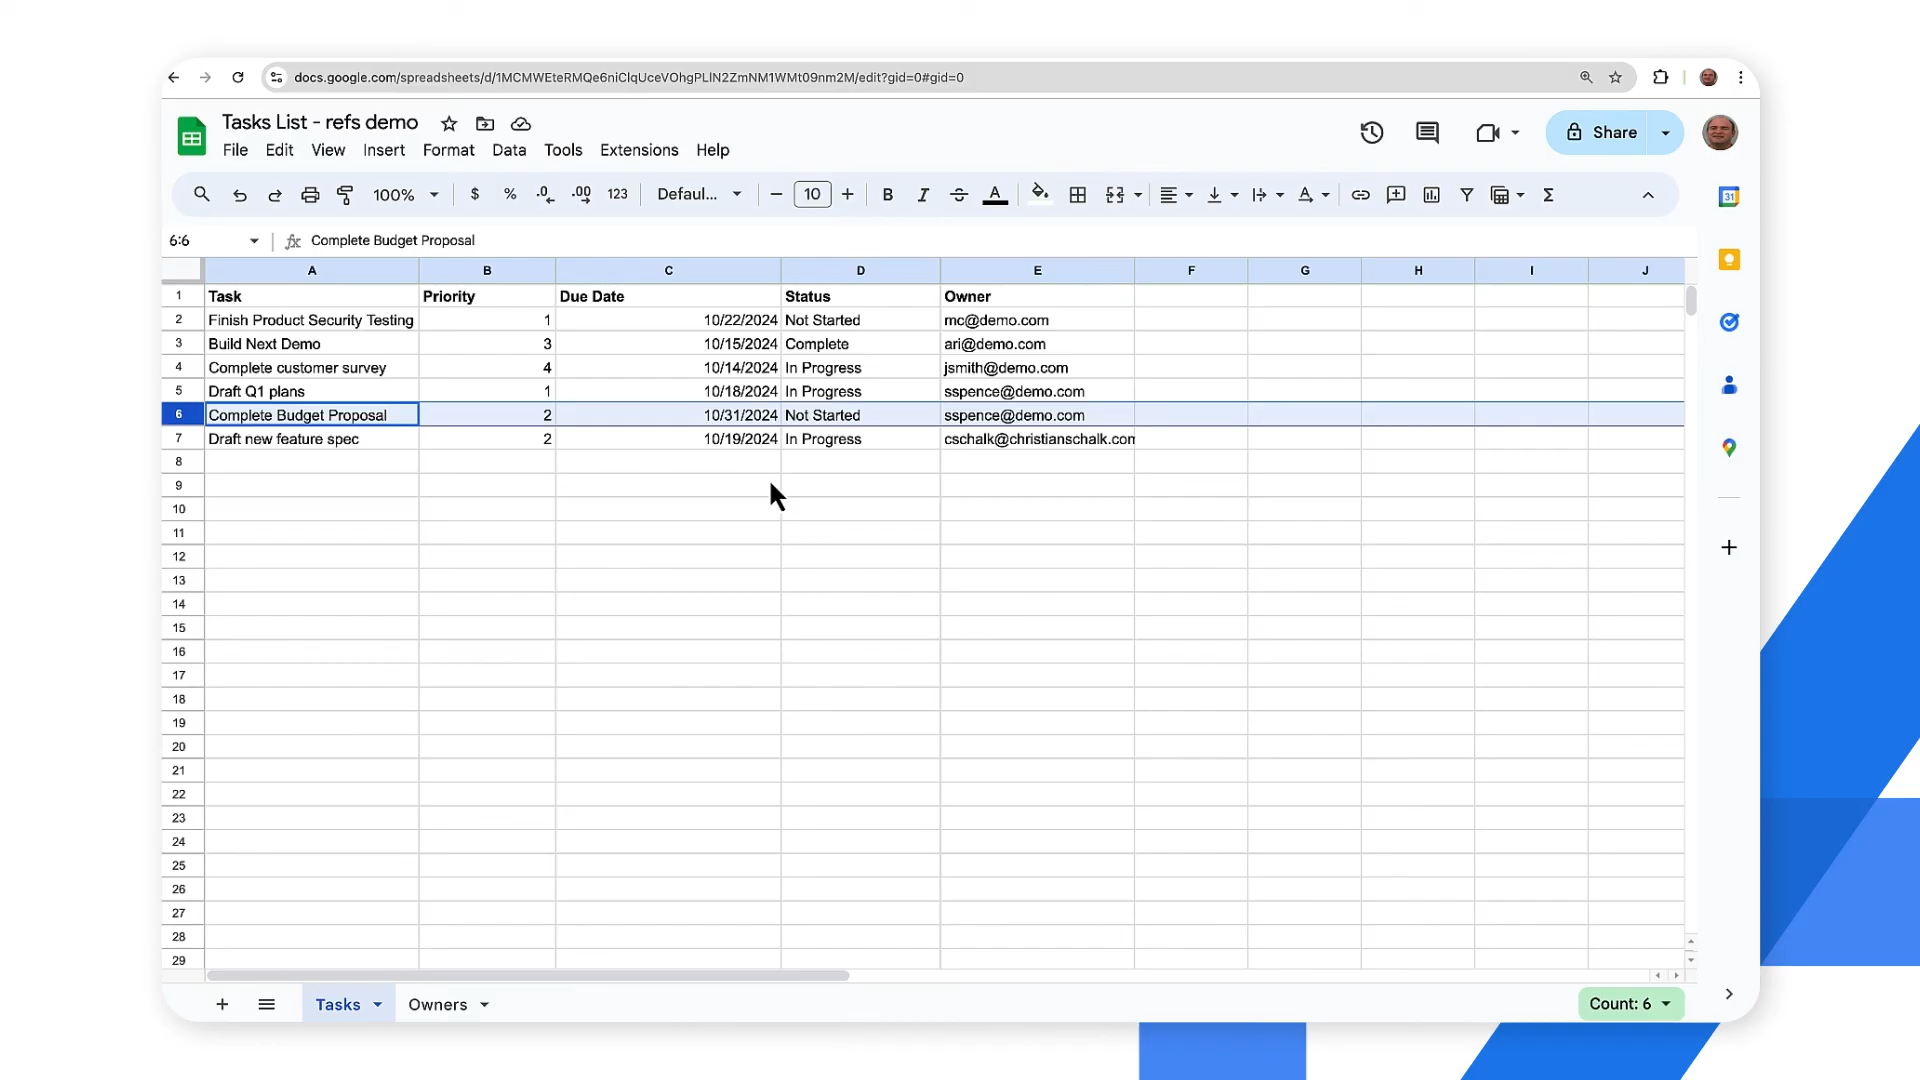 docs.google.com/spreadsheets/d/1MCMWEteRMQe6niClqUceVOhgPLlN2ZmNM1WMt09nm2M/edit?gid=0#gid=0
Tasks List - refs demo
Share
File Edit View Insert Format Data Tools Extensions Help
100% $ % .0 .00 123 Defaul... 10 B I A
31
6:6 fx Complete Budget Proposal
A B C D E F G H I J
1 Task Priority Due Date Status Owner
2 Finish Product Security Testing 1 10/22/2024 Not Started mc@demo.com
3 Build Next Demo 3 10/15/2024 Complete ari@demo.com
4 Complete customer survey 4 10/14/2024 In Progress jsmith@demo.com
5 Draft Q1 plans 1 10/18/2024 In Progress sspence@demo.com
6 Complete Budget Proposal 2 10/31/2024 Not Started sspence@demo.com
7 Draft new feature spec 2 10/19/2024 In Progress cschalk@christianschalk.com
8
9
10
11
12
13
14
15
16
17
18
19
20
21
22
23
24
25
26
27
28
29
Tasks Owners Count: 6